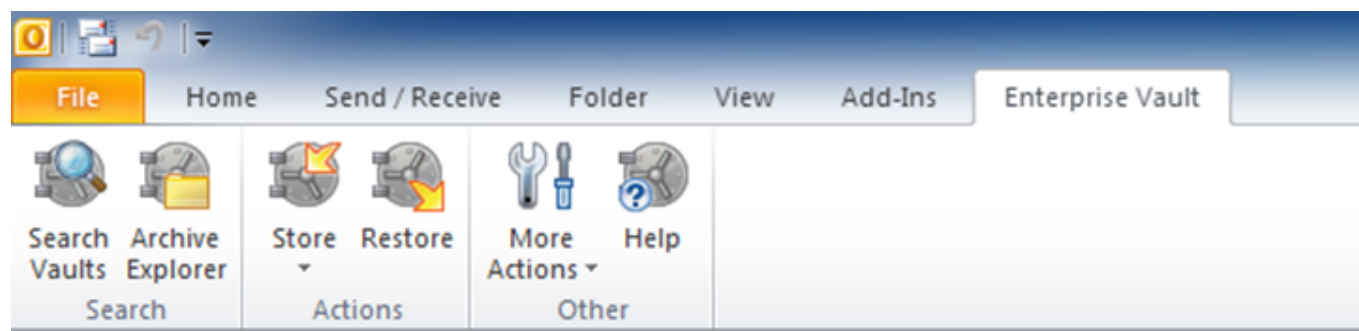 File Home Send / Receive Folder View Add-Ins Enterprise Vault
Search Archive Store Restore More Help
Vaults Explorer Actions
Search Actions Other